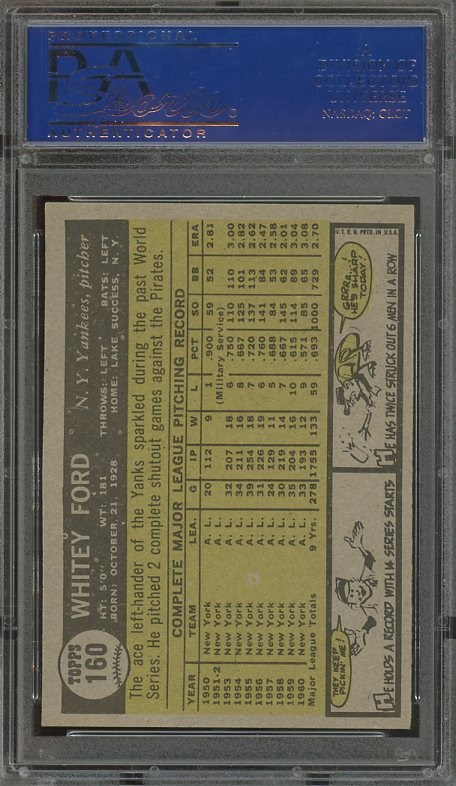 PROFESSIONAL
PSA
Sports
AUTHENTICATOR
A
DIVISION OF
COLLECTORS
UNIVERSE
NASDAQ: CLCT
TOPPS
160
WHITEY FORD N. Y. Yankees, pitcher
HT: 5'0" WT: 181 THROWS: LEFT BATS: LEFT
BORN: OCTOBER, 21, 1928 HOME: LAKE SUCCESS, N. Y.
The ace left-hander of the Yanks sparkled during the past World
Series. He pitched 2 complete shutout games against the Pirates.
COMPLETE MAJOR LEAGUE PITCHING RECORD
YEAR TEAM LEA. G IP W L PCT SO BB ERA
1950 New York A. L. 20 112 9 1 .900 59 52 2.81
1951-2 New York A. L. (Military Service)
1953 New York A. L. 32 207 18 6 .750 110 110 3.00
1954 New York A. L. 34 211 16 8 .667 125 101 2.82
1955 New York A. L. 39 254 18 7 .720 137 113 2.62
1956 New York A. L. 31 226 19 6 .760 141 84 2.47
1957 New York A. L. 24 129 11 5 .688 84 53 2.58
1958 New York A. L. 30 219 14 7 .667 145 62 2.01
1959 New York A. L. 35 204 16 10 .615 114 89 3.04
1960 New York A. L. 33 193 12 9 .571 85 65 3.08
Major League Totals 9 Yrs. 278 1755 133 59 .693 1000 729 2.70
THEY KEEP
PICKIN' ME!
HE HOLDS A RECORD WITH 14 SERIES STARTS
GRRR,
HE'S SHARP
TODAY!
HE HAS TWICE STRUCK OUT 6 MEN IN A ROW
© T. C. G. PRTD. IN U.S.A.